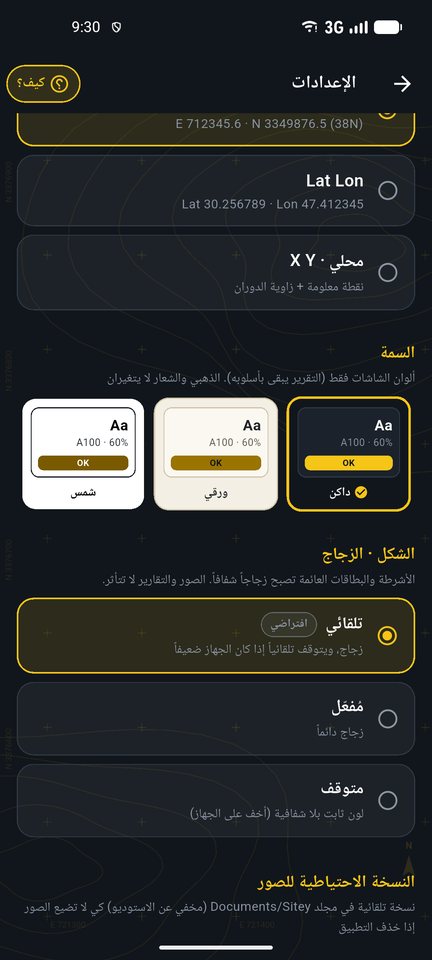 9:30
3G
الإعدادات
كيف؟
E 712345.6 · N 3349876.5 (38N)
Lat Lon
Lat 30.256789 · Lon 47.412345
محلي · X Y
نقطة معلومة + زاوية الدوران
السمة
ألوان الشاشات فقط (التقرير يبقى بأسلوبه). الذهبي والشعار لا يتغيران
Aa
A100 · 60%
OK
داكن
Aa
A100 · 60%
OK
ورقي
Aa
A100 · 60%
OK
شمس
الشكل · الزجاج
الأشرطة والبطاقات العائمة تصبح زجاجاً شفافاً. الصور والتقارير لا تتأثر.
تلقائي
افتراضي
زجاج، ويتوقف تلقائياً إذا كان الجهاز ضعيفاً
مُفعَل
زجاج دائماً
متوقف
لون ثابت بلا شفافية (أخف على الجهاز)
N
النسخة الاحتياطية للصور
نسخة تلقائية في مجلد Documents/Sitey (مخفي عن الاستوديو) كي لا تضيع الصور
إذا حذف التطبيق
E 721400